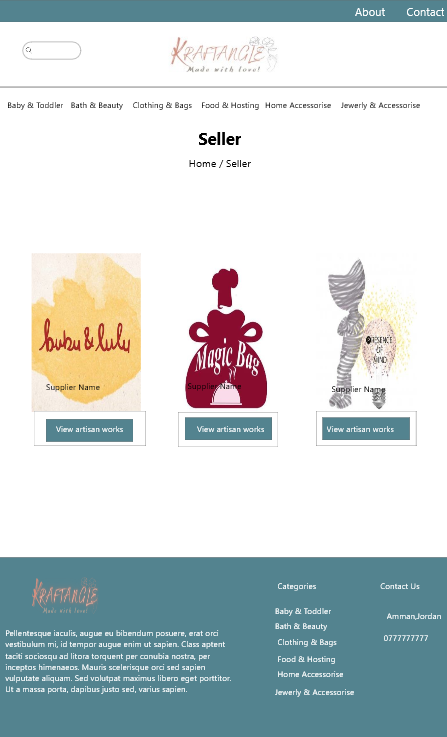 About Contact
KRAFTANGLE
Made with love!
Baby & Toddler Bath & Beauty Clothing & Bags Food & Hosting Home Accessorise Jewerly & Accessorise
Seller
Home / Seller
bubu & lulu
Magic Bag
PRESENCE
OF
MIND
Supplier Name Supplier Name Supplier Name
View artisan works View artisan works View artisan works
KRAFTANGLE
Made with love!
Pellentesque iaculis, augue eu bibendum posuere, erat orci
vestibulum mi, id tempor augue enim ut sapien. Class aptent
taciti sociosqu ad litora torquent per conubia nostra, per
inceptos himenaeos. Mauris scelerisque orci sed sapien
vulputate aliquam. Sed volutpat maximus libero eget porttitor.
Ut a massa porta, dapibus justo sed, varius sapien.
Categories
Baby & Toddler
Bath & Beauty
Clothing & Bags
Food & Hosting
Home Accessorise
Jewerly & Accessorise
Contact Us
Amman,Jordan
0777777777